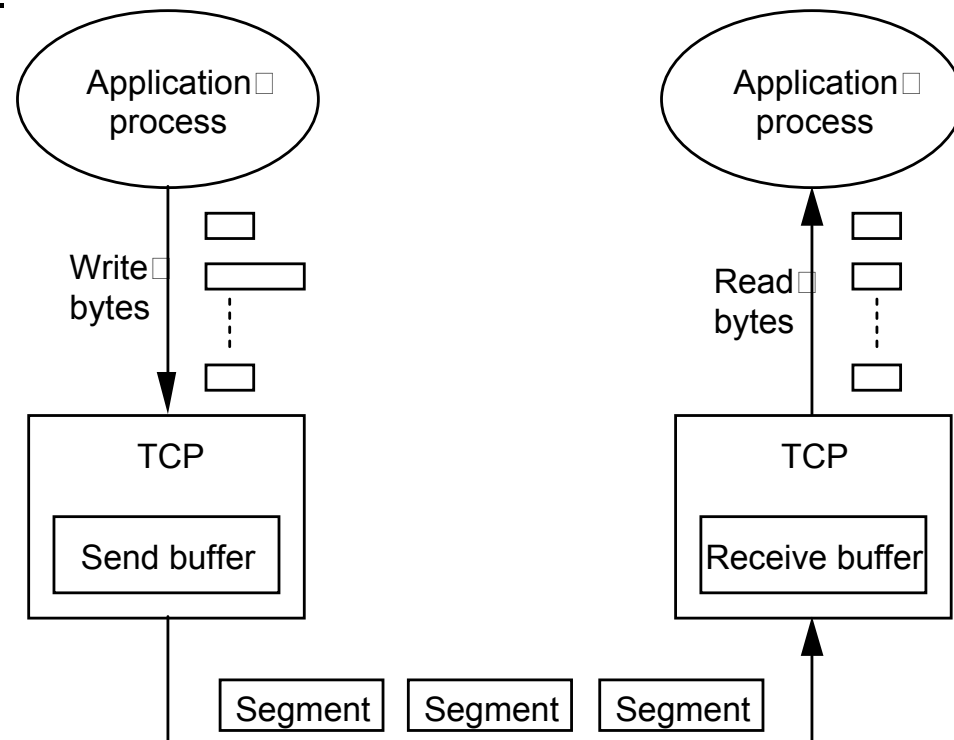 Application
process
Application
process
Write
bytes
Read
bytes
TCP
TCP
Send buffer
Receive buffer
Segment
Segment
Segment